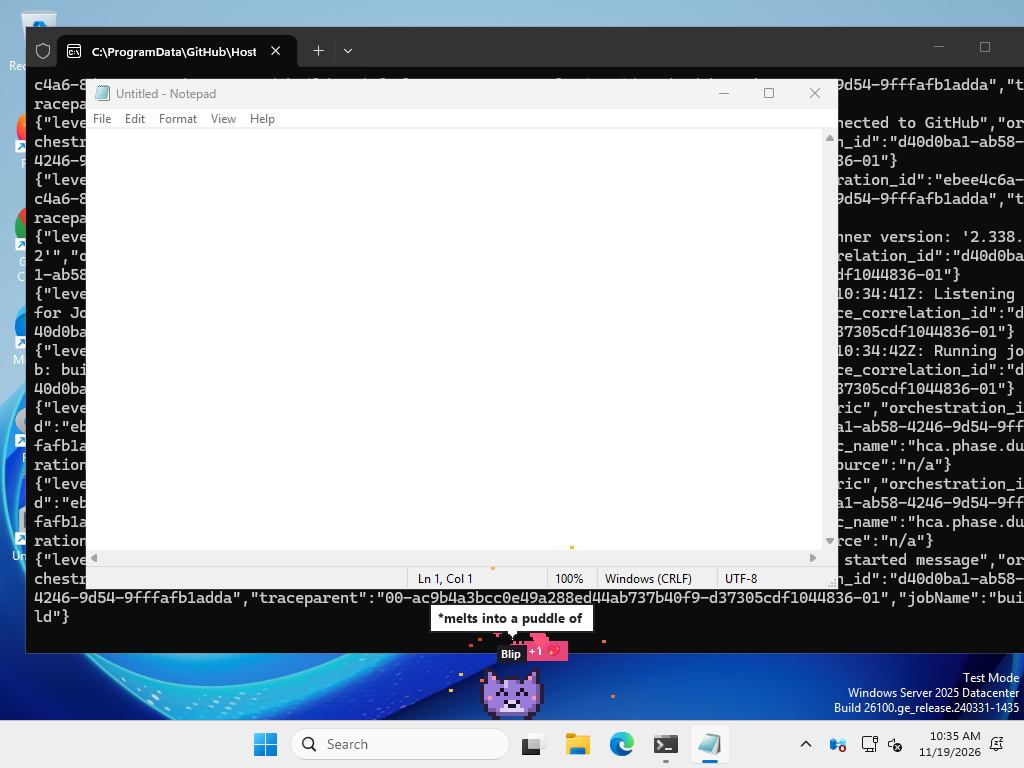 C:\ProgramData\GitHub\Host
Untitled - Notepad
File Edit Format View Help
c4a6-8
9d54-9fffafb1adda","t
racepa
{"leve
nected to GitHub","or
chestr
n_id":"d40d0ba1-ab58-
4246-9
36-01"}
{"leve
ration_id":"ebee4c6a-
c4a6-8
9d54-9fffafb1adda","t
racepa
{"leve
nner version: '2.338.
2'","o
relation_id":"d40d0ba
1-ab58
cdf1044836-01"}
{"leve
10:34:41Z: Listening
for Jo
ce_correlation_id":"d
40d0ba
37305cdf1044836-01"}
{"leve
10:34:42Z: Running jo
b: bui
ce_correlation_id":"d
40d0ba
37305cdf1044836-01"}
{"leve
ric","orchestration_i
d":"eb
a1-ab58-4246-9d54-9ff
fafb1a
c_name":"hca.phase.du
ration
ource":"n/a"}
{"leve
ric","orchestration_i
d":"eb
a1-ab58-4246-9d54-9ff
fafb1a
c_name":"hca.phase.du
ration
rce":"n/a"}
{"leve
started message","or
chestr
n_id":"d40d0ba1-ab58-
4246-9d54-9fffafb1adda","traceparent":"00-ac9b4a3bcc0e49a288ed44ab737b40f9-d37305cdf1044836-01","jobName":"bui
ld"}
Ln 1, Col 1
100%
Windows (CRLF)
UTF-8
*melts into a puddle of
Blip
+1
Test Mode
Windows Server 2025 Datacenter
Build 26100.ge_release.240331-1435
Search
10:35 AM
11/19/2026